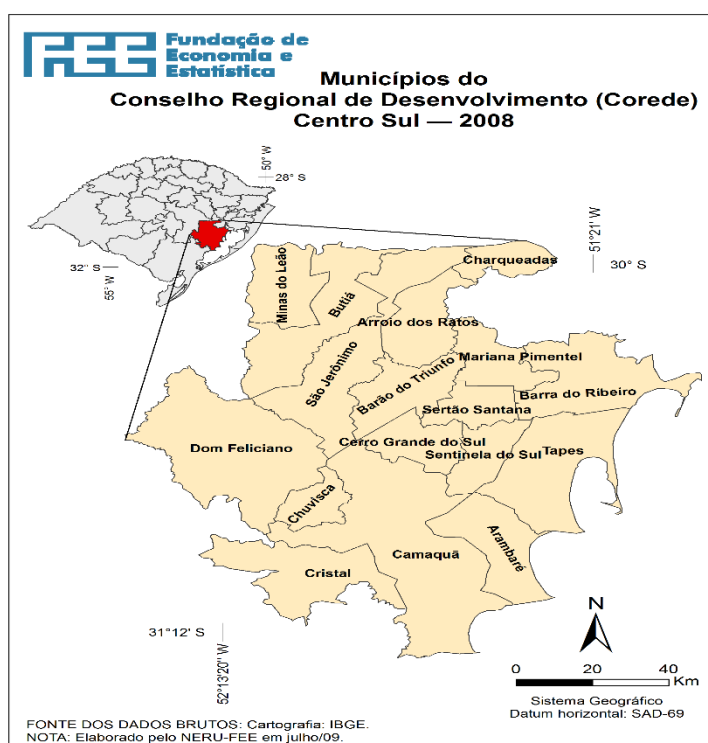 FEE
Fundação de
Economia e
Estatística
Municípios do
Conselho Regional de Desenvolvimento (Corede)
Centro Sul — 2008
50° W
28° S
32° S
55° W
51°21' W
30° S
Charqueadas
Minas do Leão
Butiá
Arroio dos Ratos
São Jerônimo
Barão do Triunfo
Mariana Pimentel
Barra do Ribeiro
Sertão Santana
Dom Feliciano
Cerro Grande do Sul
Sentinela do Sul
Tapes
Chuvisca
Camaquã
Arambaré
Cristal
31°12' S
52°13'20" W
N
0 20 40
Km
Sistema Geográfico
Datum horizontal: SAD-69
FONTE DOS DADOS BRUTOS: Cartografia: IBGE.
NOTA: Elaborado pelo NERU-FEE em julho/09.